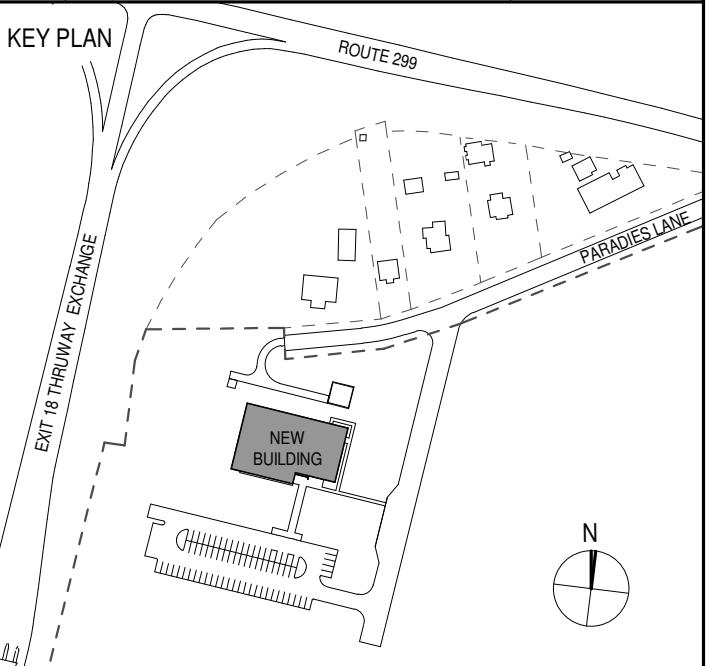 KEY PLAN
ROUTE 299
PARADIES LANE
EXIT 18 THRUWAY EXCHANGE
NEW
BUILDING
N